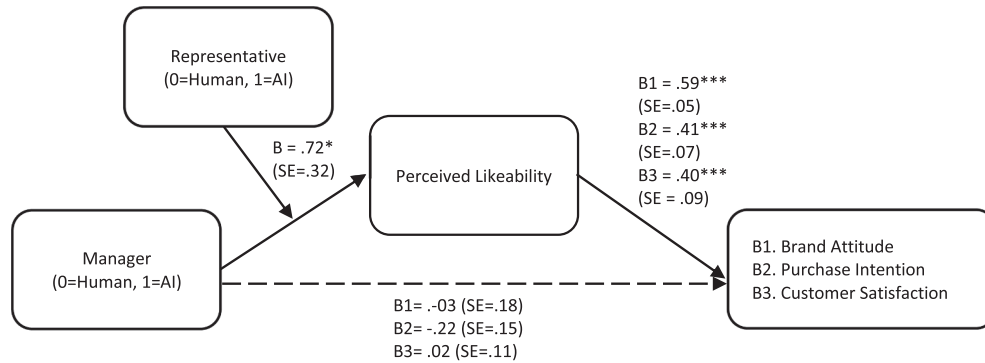 Representative
(0=Human, 1=AI)
B = .72*
(SE=.32)
Perceived Likeability
B1 = .59***
(SE=.05)
B2 = .41***
(SE=.07)
B3 = .40***
(SE = .09)
Manager
(0=Human, 1=AI)
B1. Brand Attitude
B2. Purchase Intention
B3. Customer Satisfaction
B1= .-03 (SE=.18)
B2= -.22 (SE=.15)
B3= .02 (SE=.11)